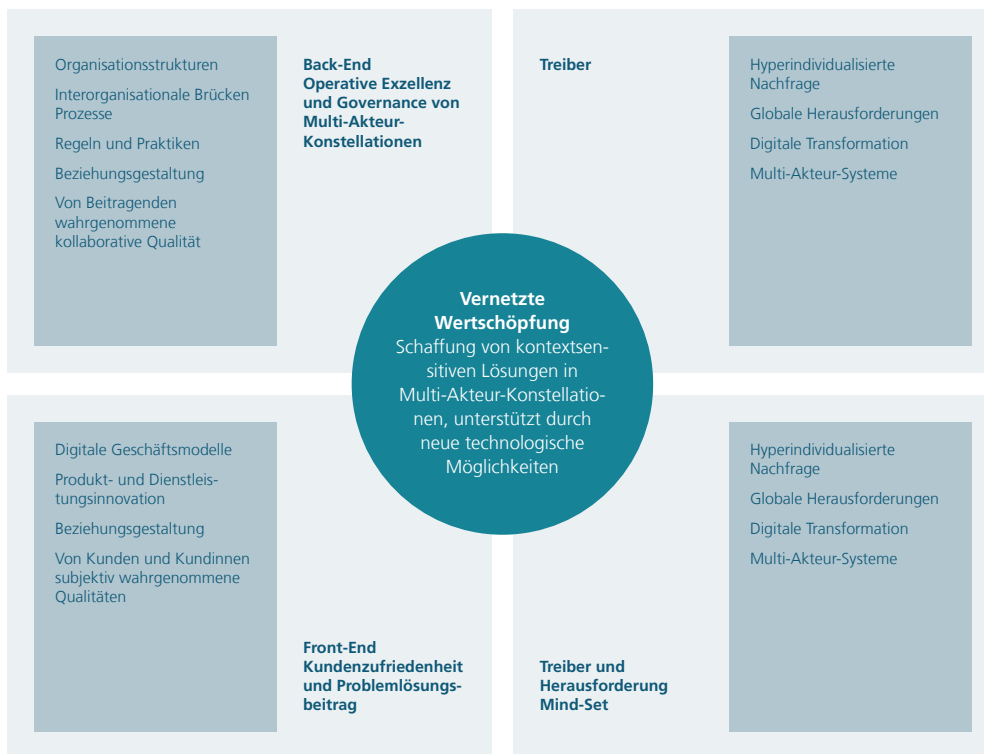 Organisationsstrukturen
Interorganisationale Brücken
Prozesse
Regeln und Praktiken
Beziehungsgestaltung
Von Beitragenden
wahrgenommene
kollaborative Qualität
Back-End
Operative Exzellenz
und Governance von
Multi-Akteur-
Konstellationen
Treiber
Hyperindividualisierte
Nachfrage
Globale Herausforderungen
Digitale Transformation
Multi-Akteur-Systeme
Vernetzte
Wertschöpfung
Schaffung von kontextsen-
sitiven Lösungen in
Multi-Akteur-Konstellatio-
nen, unterstützt durch
neue technologische
Möglichkeiten
Digitale Geschäftsmodelle
Produkt- und Dienstleis-
tungsinnovation
Beziehungsgestaltung
Von Kunden und Kundinnen
subjektiv wahrgenommene
Qualitäten
Front-End
Kundenzufriedenheit
und Problemlösungs-
beitrag
Treiber und
Herausforderung
Mind-Set
Hyperindividualisierte
Nachfrage
Globale Herausforderungen
Digitale Transformation
Multi-Akteur-Systeme